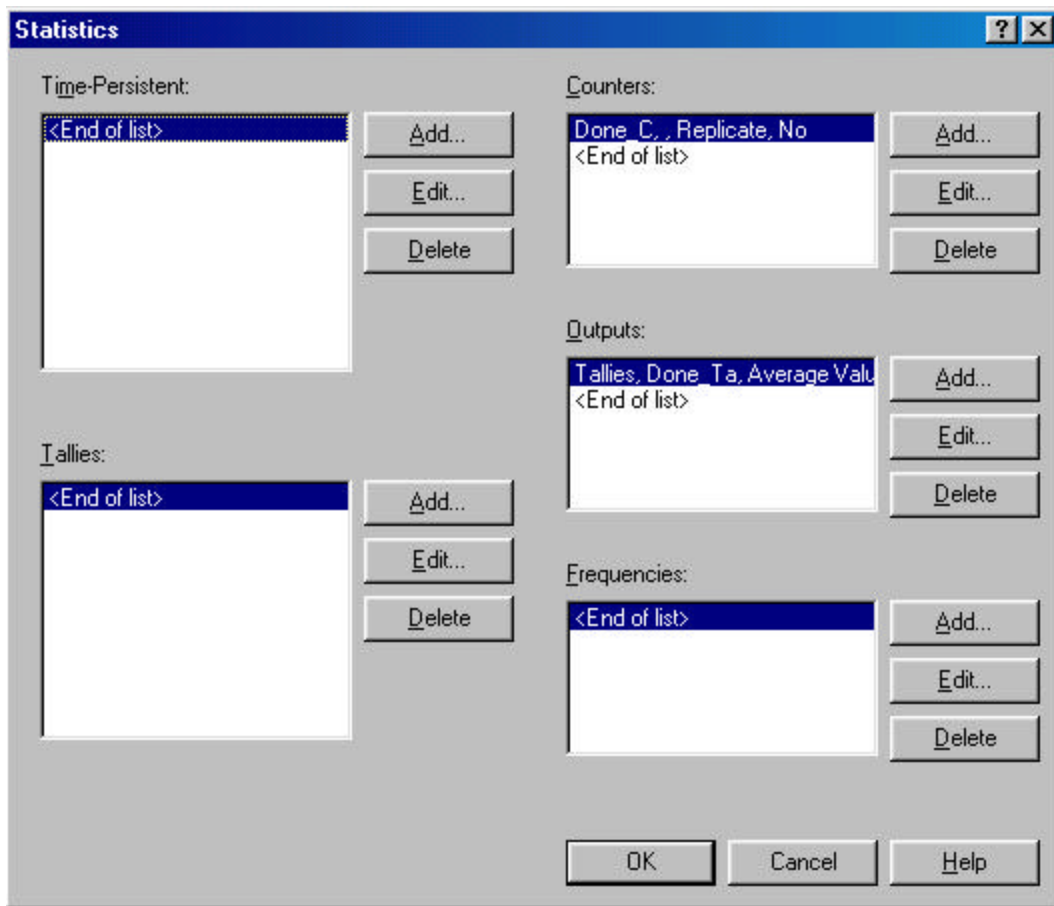 Statistics
Time-Persistent:
<End of list>
Add...
Edit...
Delete
Tallies:
<End of list>
Add...
Edit...
Delete
Counters:
Done_C, , Replicate, No
<End of list>
Add...
Edit...
Delete
Outputs:
Tallies, Done_Ta, Average Valu
<End of list>
Add...
Edit...
Delete
Frequencies:
<End of list>
Add...
Edit...
Delete
OK
Cancel
Help